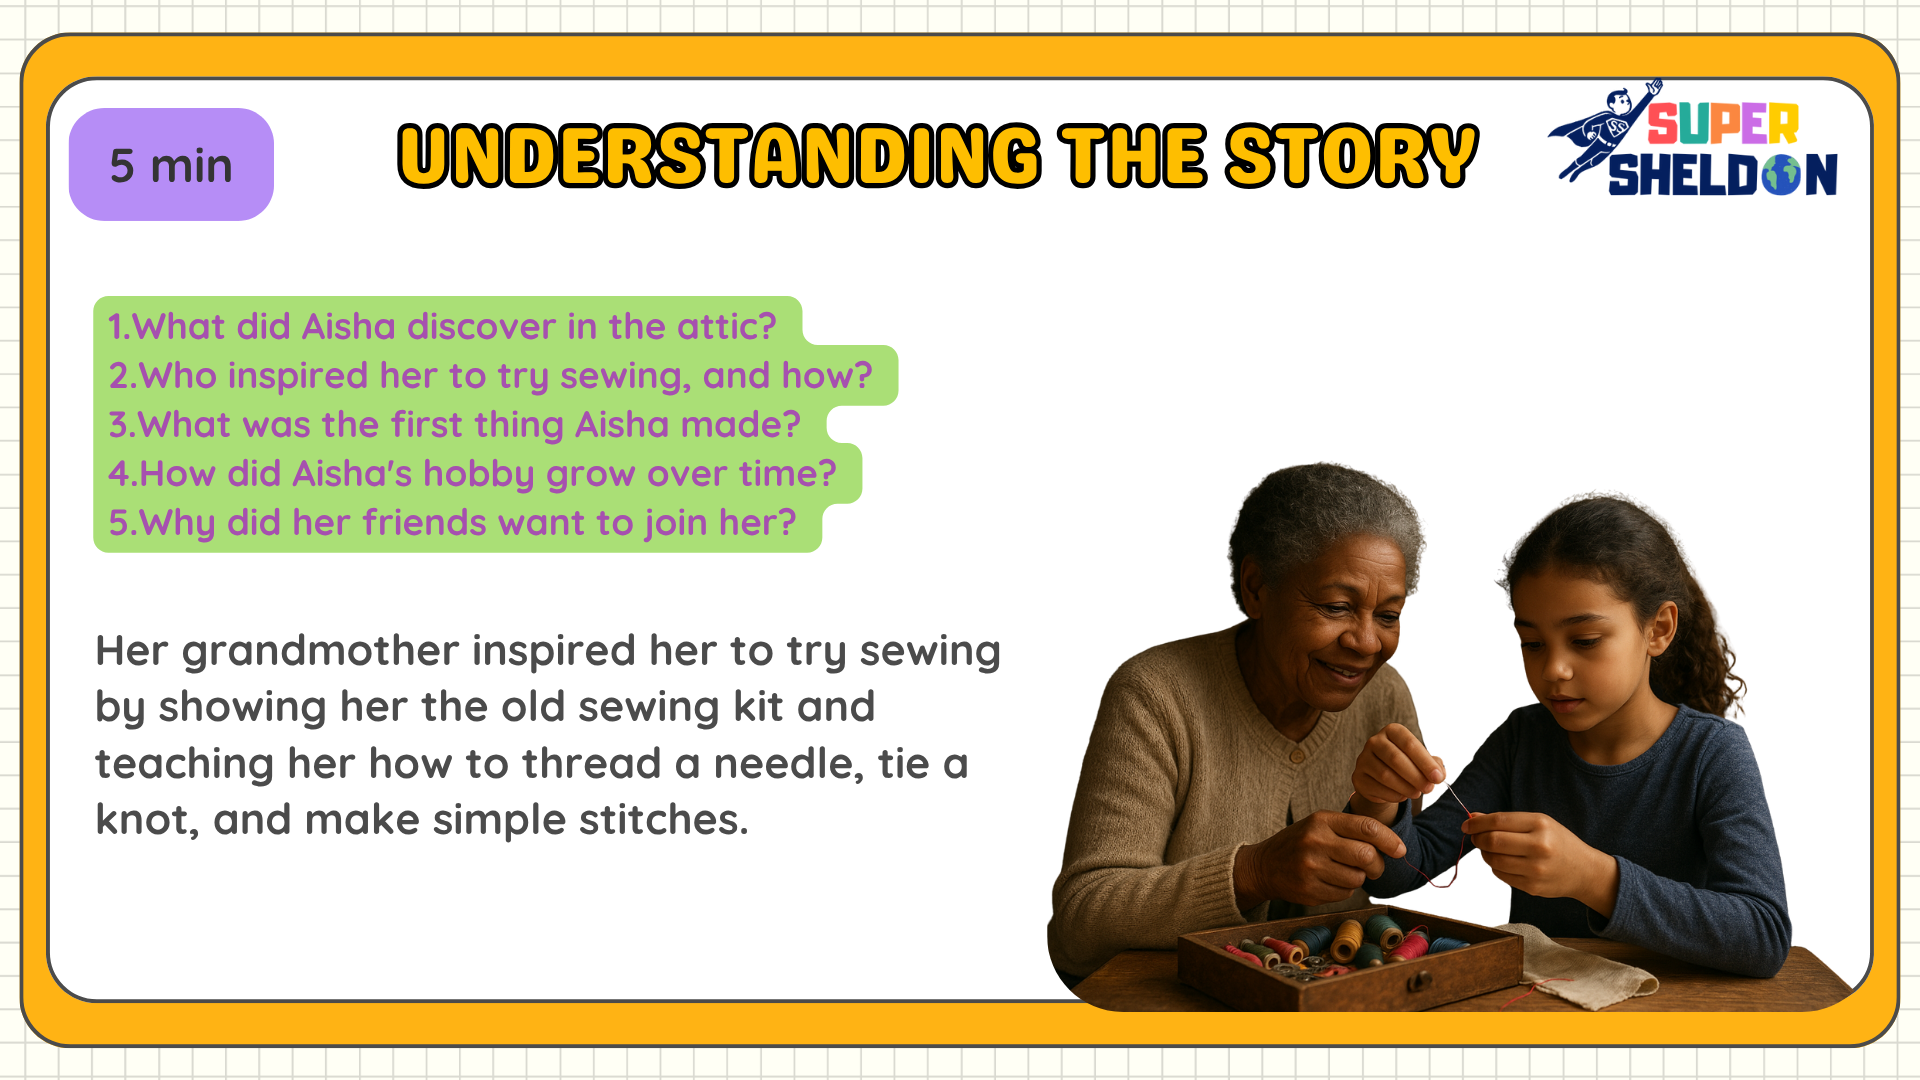 5 min
UNDERSTANDING THE STORY
SUPER
SHELDON
1.What did Aisha discover in the attic?
2.Who inspired her to try sewing, and how?
3.What was the first thing Aisha made?
4.How did Aisha's hobby grow over time?
5.Why did her friends want to join her?
Her grandmother inspired her to try sewing
by showing her the old sewing kit and
teaching her how to thread a needle, tie a
knot, and make simple stitches.